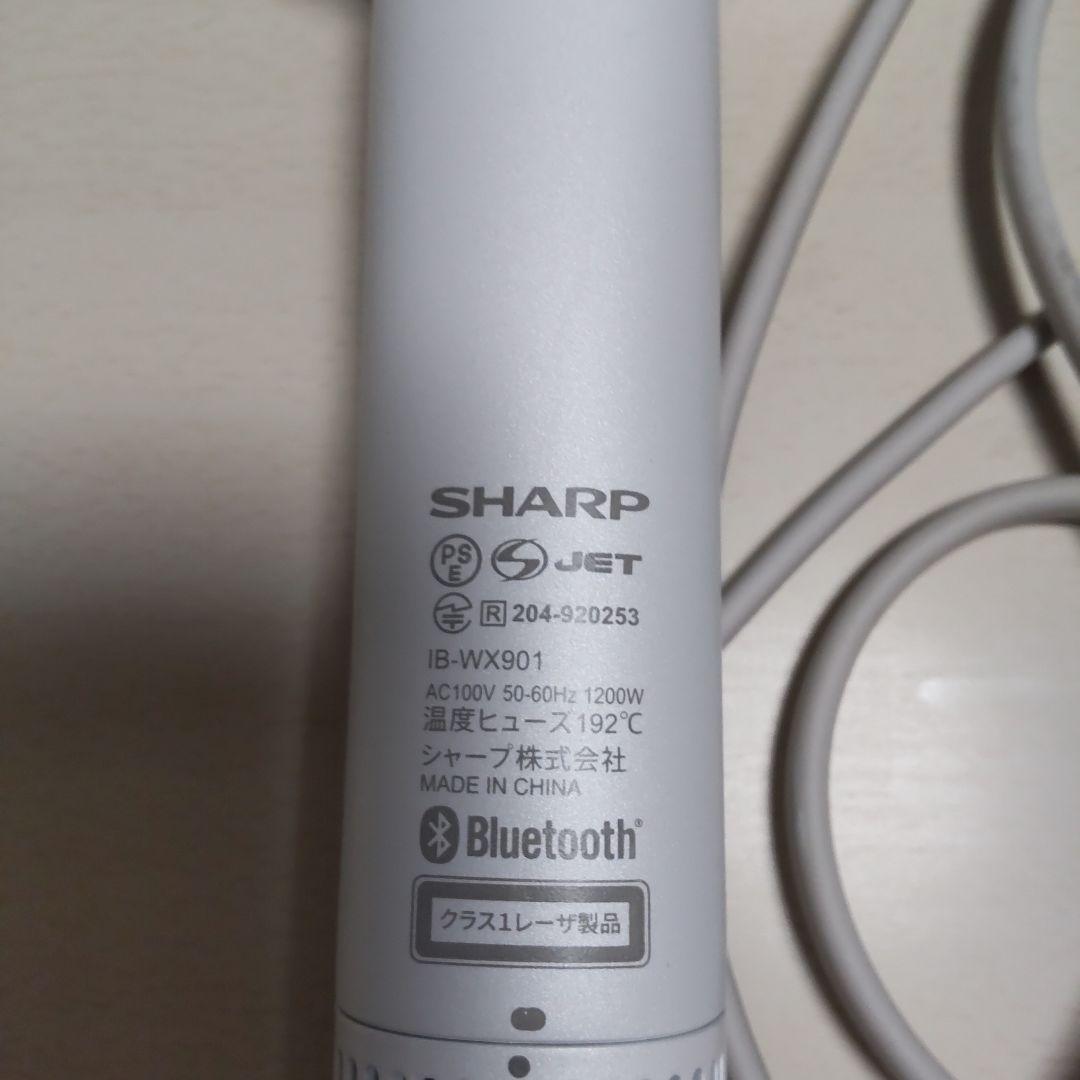 SHARP
PS E JET
R 204-920253
IB-WX901
AC100V 50-60Hz 1200W
温度ヒューズ192℃
シャープ株式会社
MADE IN CHINA
Bluetooth®
クラス1レーザ製品